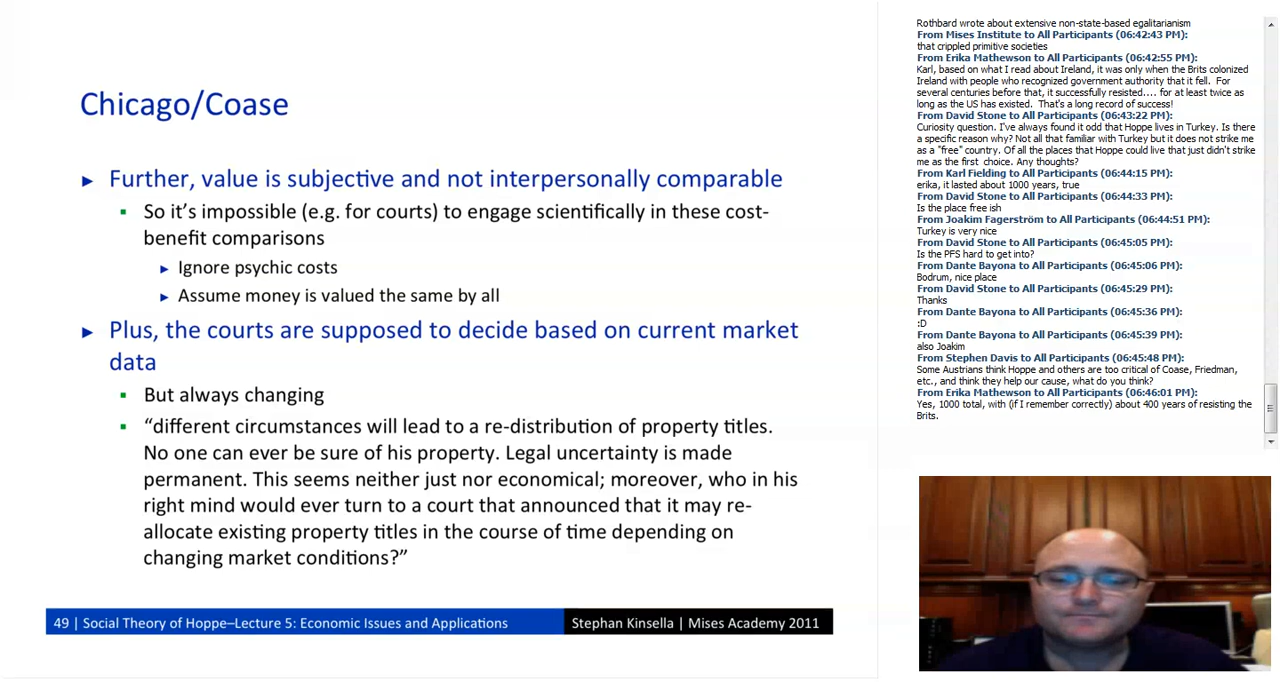 Chicago/Coase
► Further, value is subjective and not interpersonally comparable
▪ So it's impossible (e.g. for courts) to engage scientifically in these cost-
benefit comparisons
► Ignore psychic costs
► Assume money is valued the same by all
► Plus, the courts are supposed to decide based on current market
data
▪ But always changing
▪ "different circumstances will lead to a re-distribution of property titles.
No one can ever be sure of his property. Legal uncertainty is made
permanent. This seems neither just nor economical; moreover, who in his
right mind would ever turn to a court that announced that it may re-
allocate existing property titles in the course of time depending on
changing market conditions?"
49 | Social Theory of Hoppe–Lecture 5: Economic Issues and Applications
Stephan Kinsella | Mises Academy 2011
Rothbard wrote about extensive non-state-based egalitarianism
From Mises Institute to All Participants (06:42:43 PM):
that crippled primitive societies
From Erika Mathewson to All Participants (06:42:55 PM):
Karl, based on what I read about Ireland, it was only when the Brits colonized
Ireland with people who recognized government authority that it fell. For
several centuries before that, it successfully resisted.... for at least twice as
long as the US has existed. That's a long record of success!
From David Stone to All Participants (06:43:22 PM):
Curiosity question. I've always found it odd that Hoppe lives in Turkey. Is there
a specific reason why? Not all that familiar with Turkey but it does not strike me
as a "free" country. Of all the places that Hoppe could live that just didn't strike
me as the first choice. Any thoughts?
From Karl Fielding to All Participants (06:44:15 PM):
erika, it lasted about 1000 years, true
From David Stone to All Participants (06:44:33 PM):
Is the place free ish
From Joakim Fagerström to All Participants (06:44:51 PM):
Turkey is very nice
From David Stone to All Participants (06:45:05 PM):
Is the PFS hard to get into?
From Dante Bayona to All Participants (06:45:06 PM):
Bodrum, nice place
From David Stone to All Participants (06:45:29 PM):
Thanks
From Dante Bayona to All Participants (06:45:36 PM):
:D
From Dante Bayona to All Participants (06:45:39 PM):
also Joakim
From Stephen Davis to All Participants (06:45:48 PM):
Some Austrians think Hoppe and others are too critical of Coase, Friedman,
etc., and think they help our cause, what do you think?
From Erika Mathewson to All Participants (06:46:01 PM):
Yes, 1000 total, with (if I remember correctly) about 400 years of resisting the
Brits.